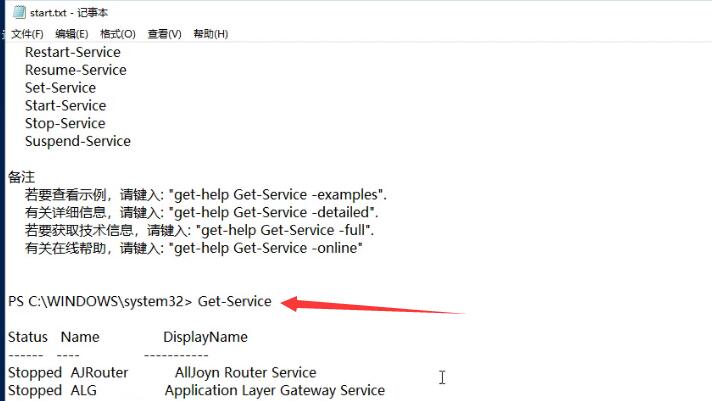 start.txt - 记事本
文件(F) 编辑(E) 格式(O) 查看(V) 帮助(H)
Restart-Service
Resume-Service
Set-Service
Start-Service
Stop-Service
Suspend-Service
备注
若要查看示例，请键入: "get-help Get-Service -examples".
有关详细信息，请键入: "get-help Get-Service -detailed".
若要获取技术信息，请键入: "get-help Get-Service -full".
有关在线帮助，请键入: "get-help Get-Service -online"
PS C:\WINDOWS\system32> Get-Service
Status Name DisplayName
------ ---- -----------
Stopped AJRouter AllJoyn Router Service
Stopped ALG Application Layer Gateway Service